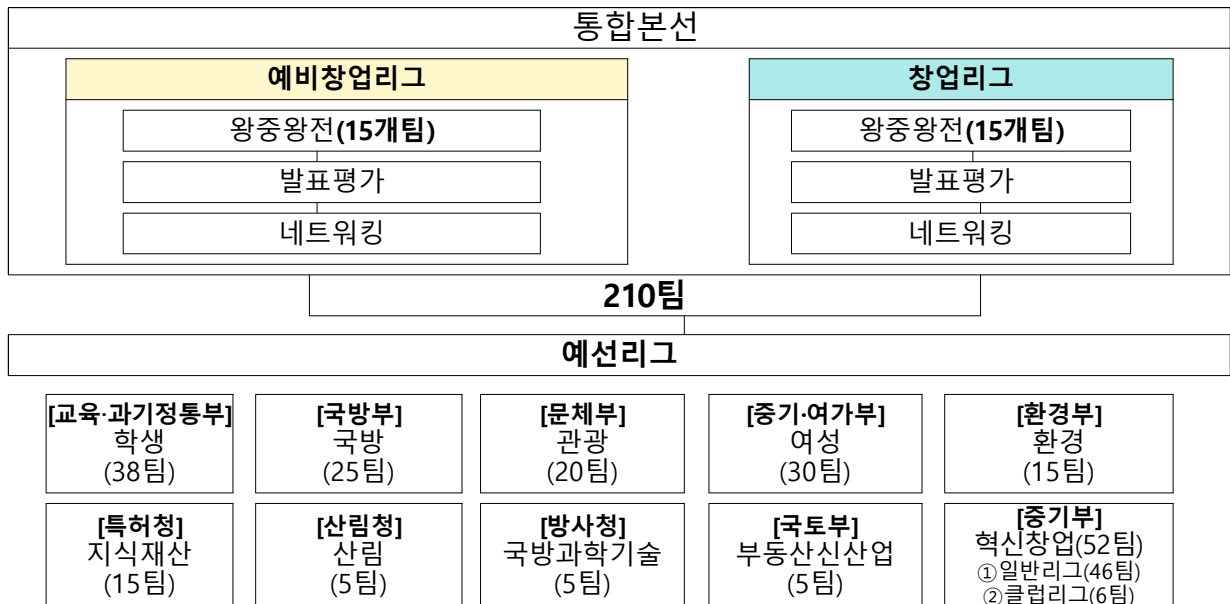 통합본선
예비창업리그
왕중왕전(15개팀)
발표평가
네트워킹
창업리그
왕중왕전(15개팀)
발표평가
네트워킹
210팀
예선리그
[교육·과기정통부]
학생
(38팀)
[국방부]
국방
(25팀)
[문체부]
관광
(20팀)
[중기·여가부]
여성
(30팀)
[환경부]
환경
(15팀)
[특허청]
지식재산
(15팀)
[산림청]
산림
(5팀)
[방사청]
국방과학기술
(5팀)
[국토부]
부동산신산업
(5팀)
[중기부]
혁신창업(52팀)
①일반리그(46팀)
②클럽리그(6팀)